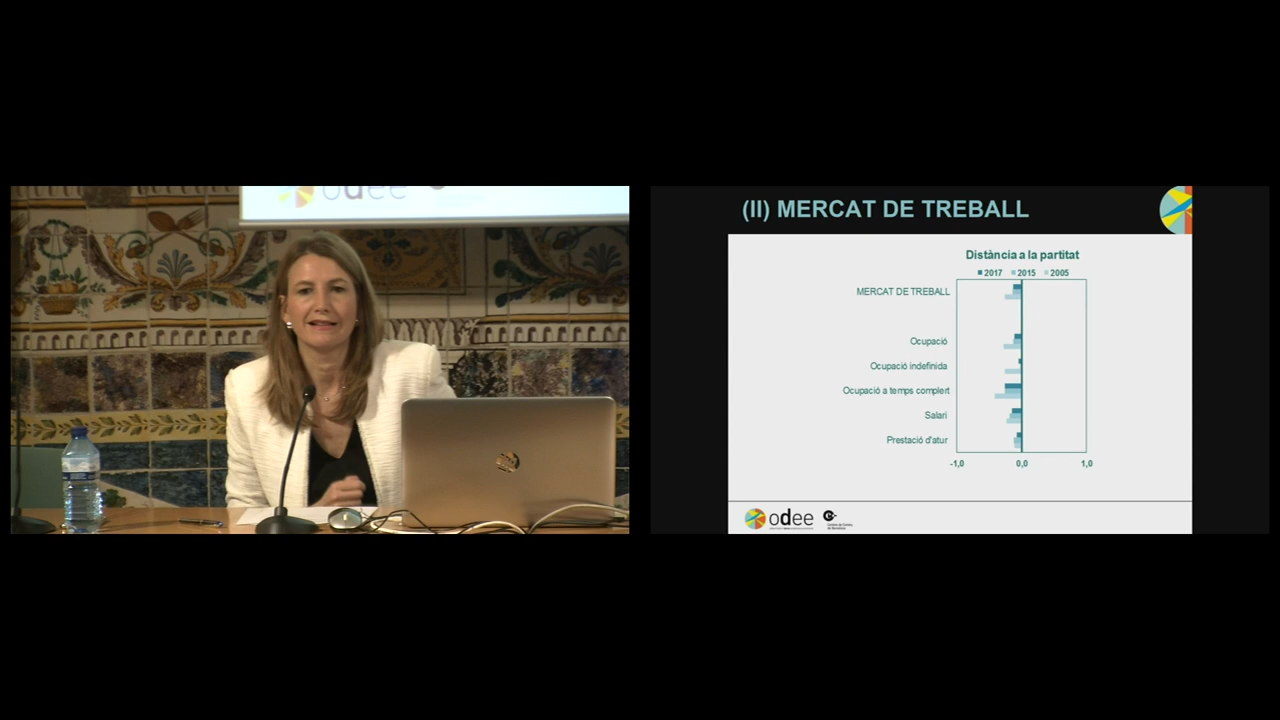 odee
(II) MERCAT DE TREBALL
Distància a la partitat
2017 2015 2005
MERCAT DE TREBALL
Ocupació
Ocupació indefinida
Ocupació a temps complert
Salari
Prestació d'atur
-1,0 0,0 1,0
odee